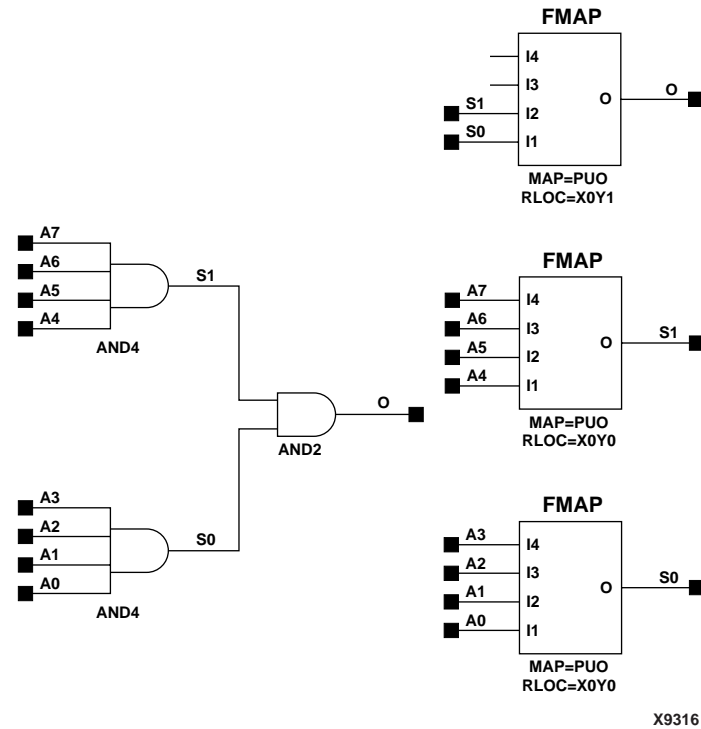 FMAP
I4
I3
S1 I2 O O
S0 I1
MAP=PUO
RLOC=X0Y1
A7
A6 S1
A5
A4
AND4
O
AND2
A3
A2
A1 S0
A0
AND4
FMAP
A7 I4
A6 I3
A5 I2 O S1
A4 I1
MAP=PUO
RLOC=X0Y0
FMAP
A3 I4
A2 I3
A1 I2 O S0
A0 I1
MAP=PUO
RLOC=X0Y0
X9316